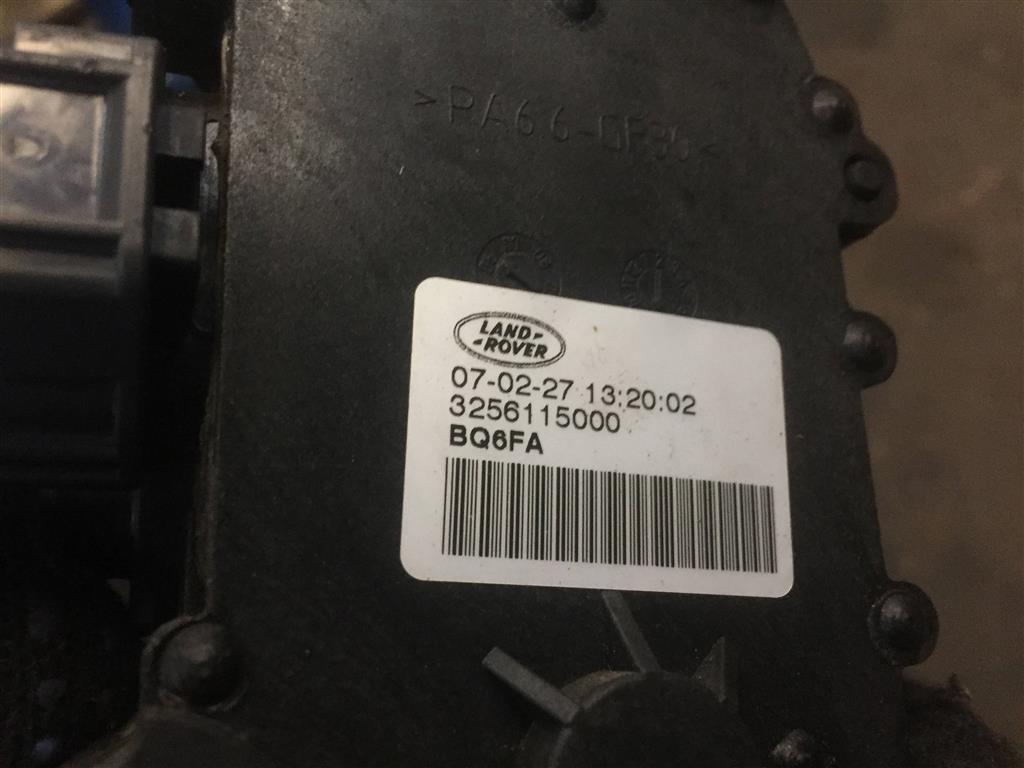 >PA66-GF35<
LAND-
-ROVER
07-02-27 13:20:02
3256115000
BQ6FA